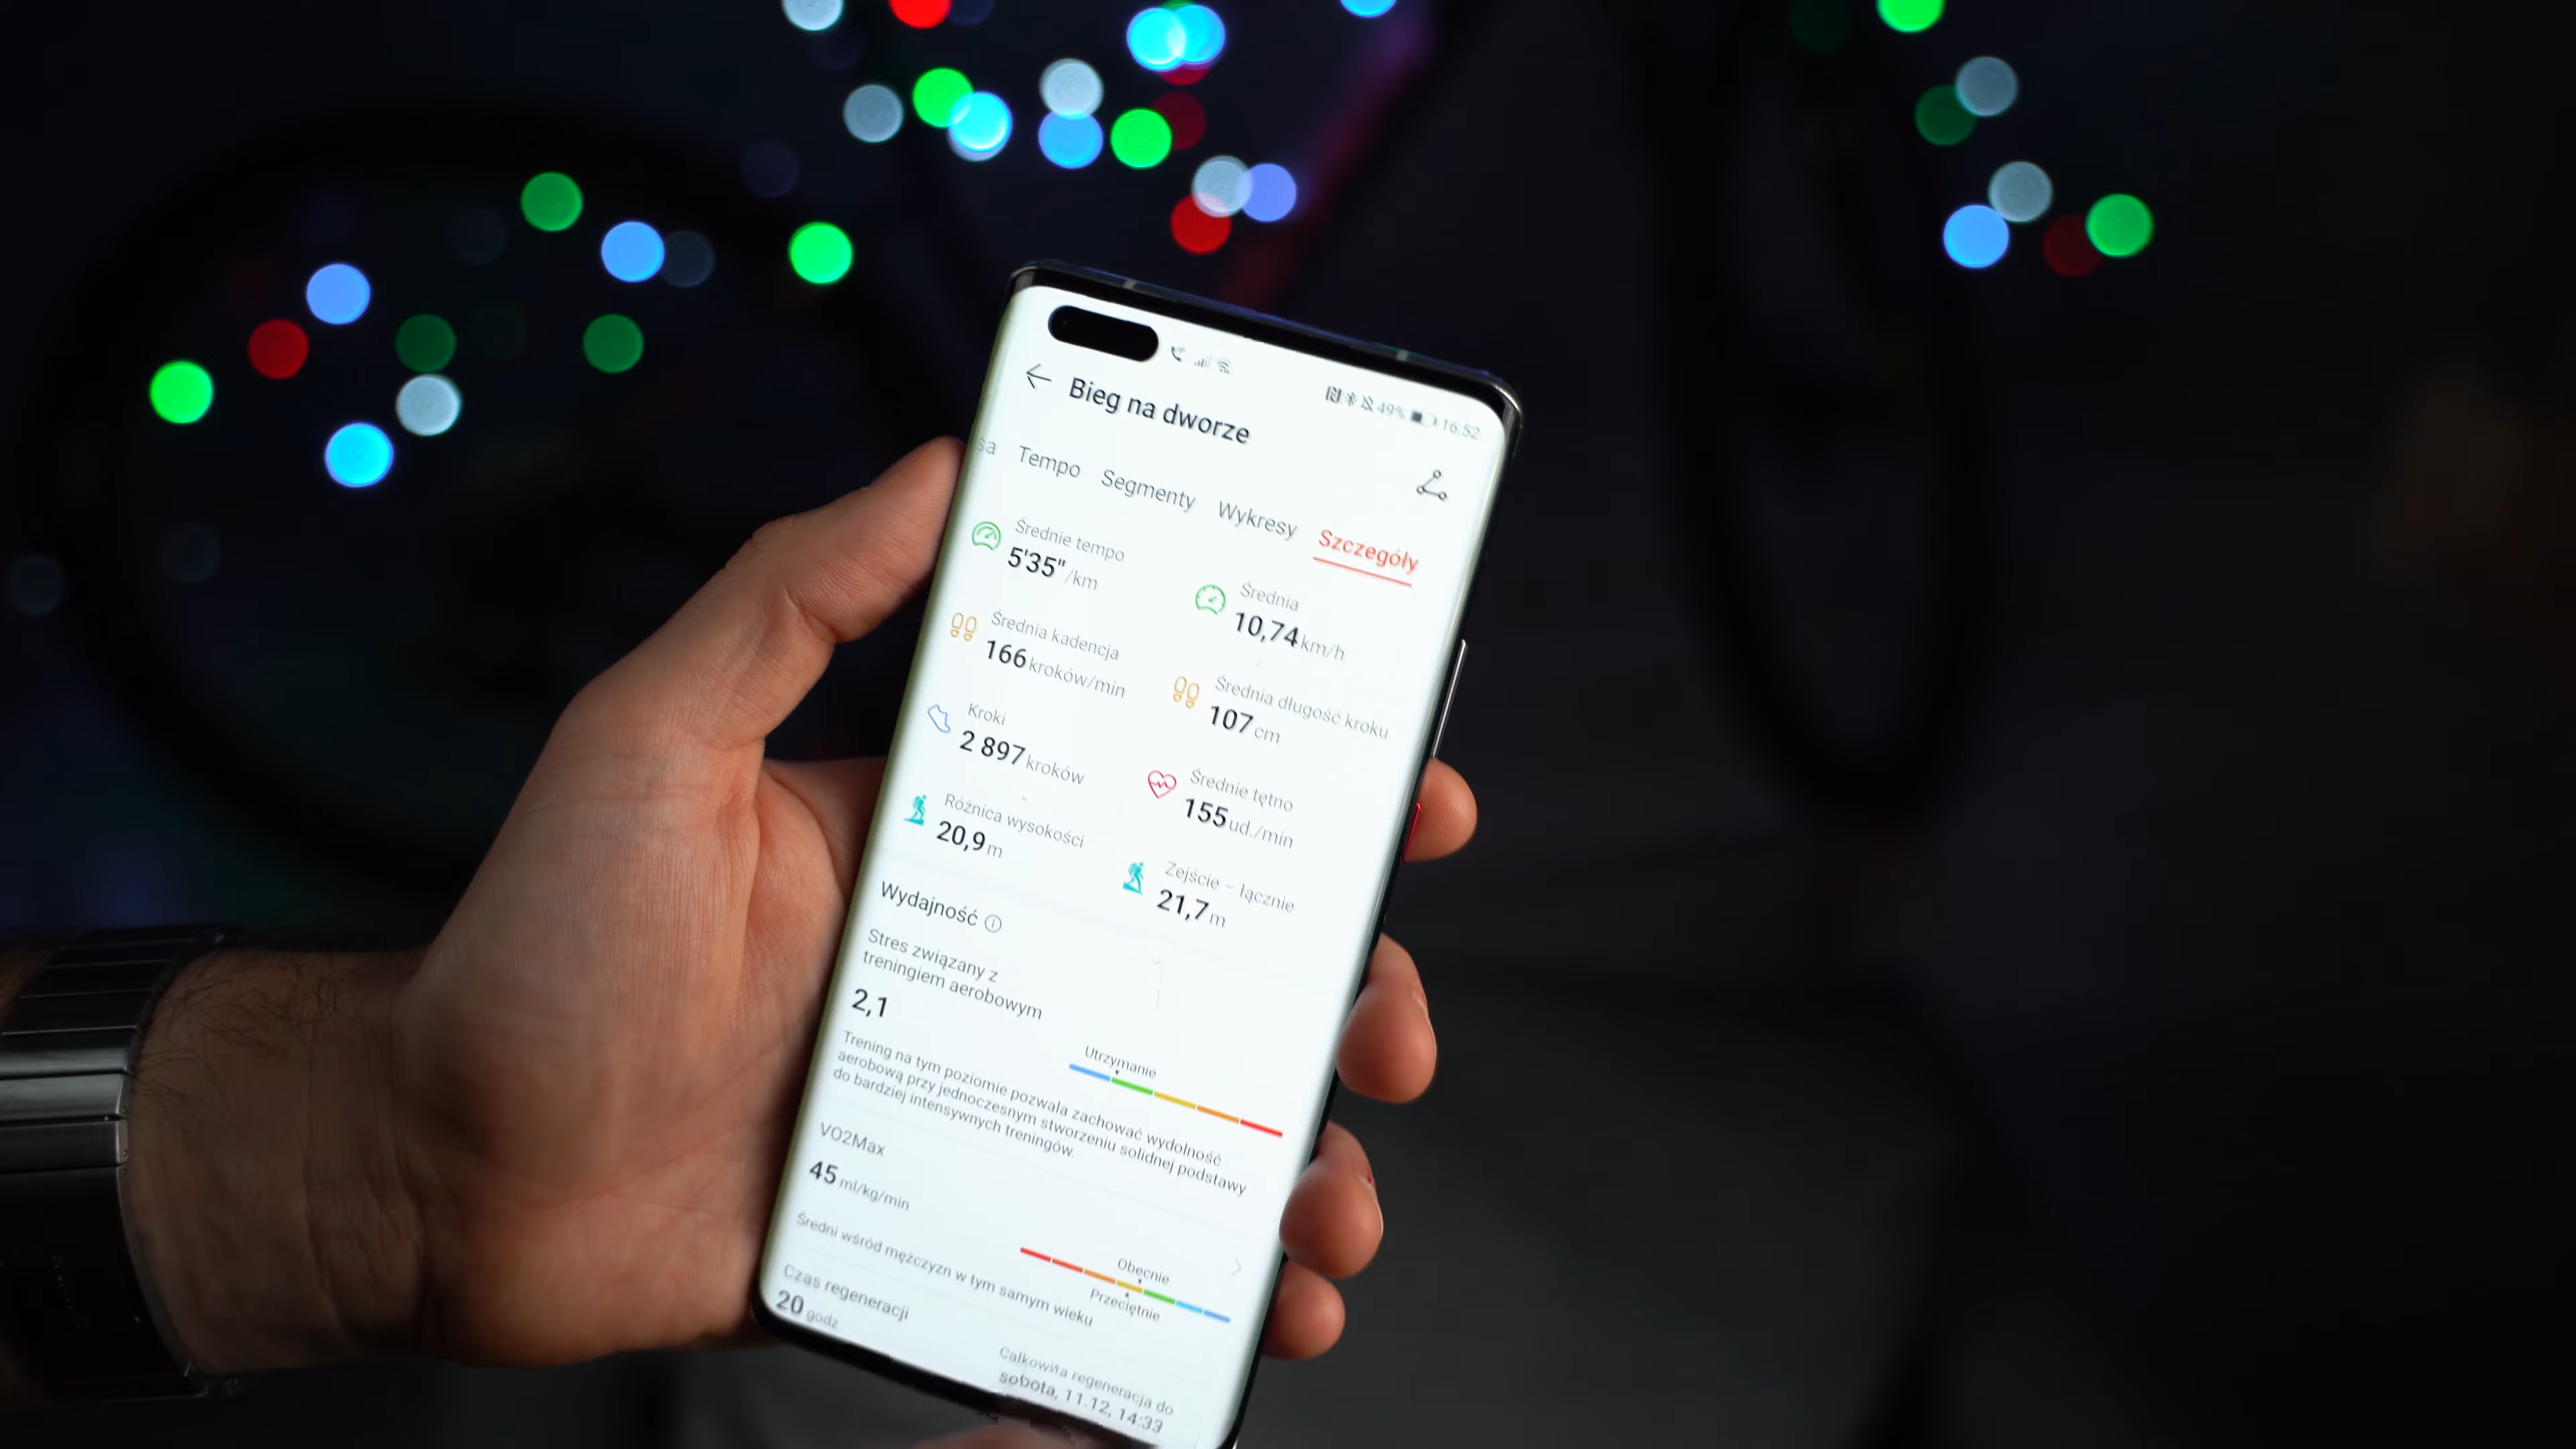 49% 16:52
Bieg na dworze
sa Tempo Segmenty Wykresy Szczegóły
Średnie tempo
5'35"/km
Średnia
10,74 km/h
Średnia kadencja
166 kroków/min
Średnia długość kroku
107 cm
Kroki
2 897 kroków
Średnie tętno
155 ud./min
Różnica wysokości
20,9 m
Zejście – łącznie
21,7 m
Wydajność
Stres związany z
treningiem aerobowym
2,1
Utrzymanie
Trening na tym poziomie pozwala zachować wydolność
aerobową przy jednoczesnym stworzeniu solidnej podstawy
do bardziej intensywnych treningów.
VO2Max
45 ml/kg/min
Obecnie
Przeciętnie
Średni wśród mężczyzn w tym samym wieku
Czas regeneracji
20 godz
Całkowita regeneracja do
sobota, 11.12, 14:33